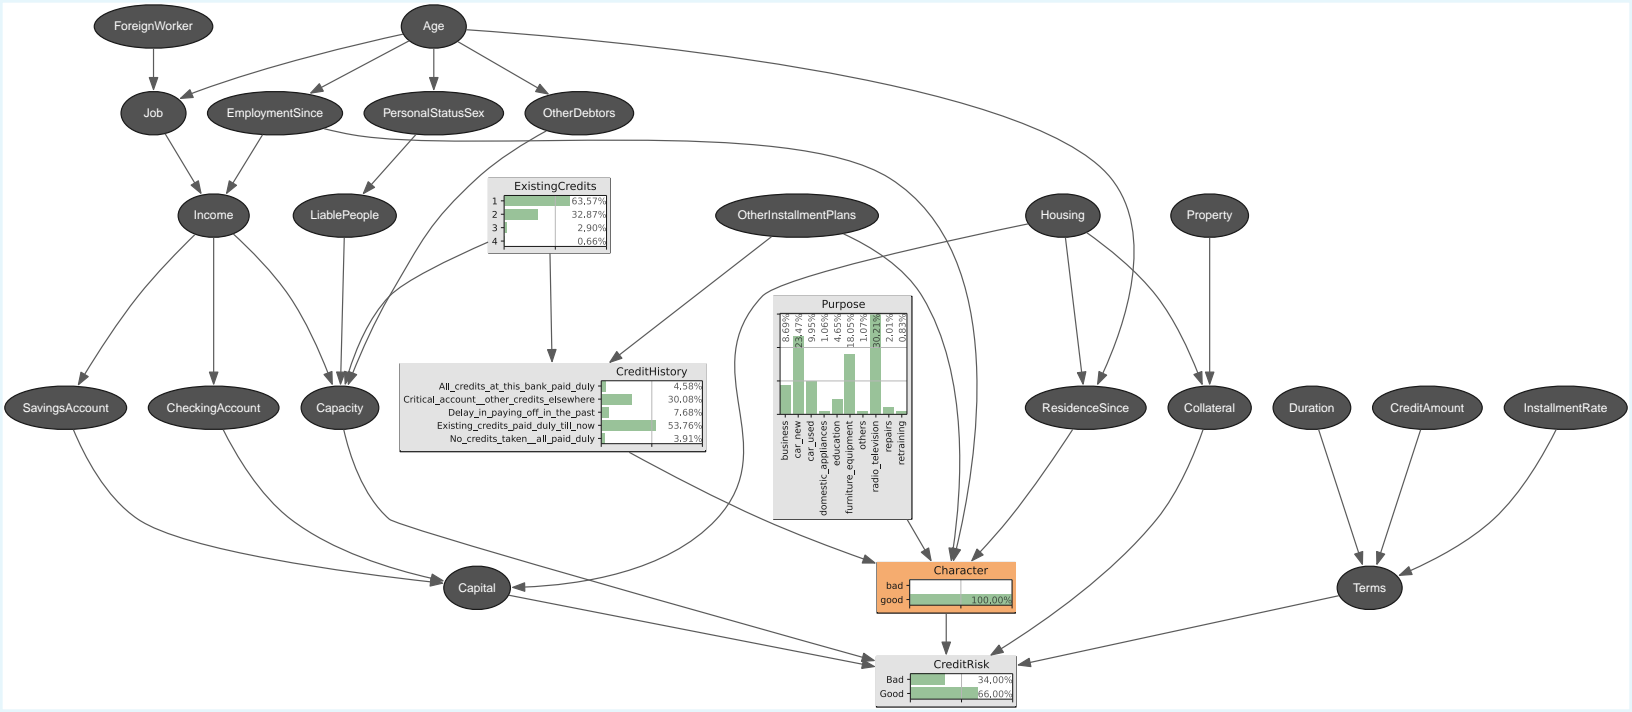 ForeignWorker
Age
Job
EmploymentSince
PersonalStatusSex
OtherDebtors
ExistingCredits
1 63,57%
2 32,87%
3 2,90%
4 0,66%
Income
LiablePeople
OtherInstallmentPlans
Housing
Property
Purpose
8,69%
23,47%
9,95%
1,06%
4,65%
18,05%
1,07%
30,21%
2,01%
0,83%
business
car_new
car_used
domestic_appliances
education
furniture_equipment
others
radio_television
repairs
retraining
CreditHistory
All_credits_at_this_bank_paid_duly 4,58%
Critical_account__other_credits_elsewhere 30,08%
Delay_in_paying_off_in_the_past 7,68%
Existing_credits_paid_duly_till_now 53,76%
No_credits_taken__all_paid_duly 3,91%
SavingsAccount
CheckingAccount
Capacity
ResidenceSince
Collateral
Duration
CreditAmount
InstallmentRate
Capital
Character
bad
good 100,00%
Terms
CreditRisk
Bad 34,00%
Good 66,00%